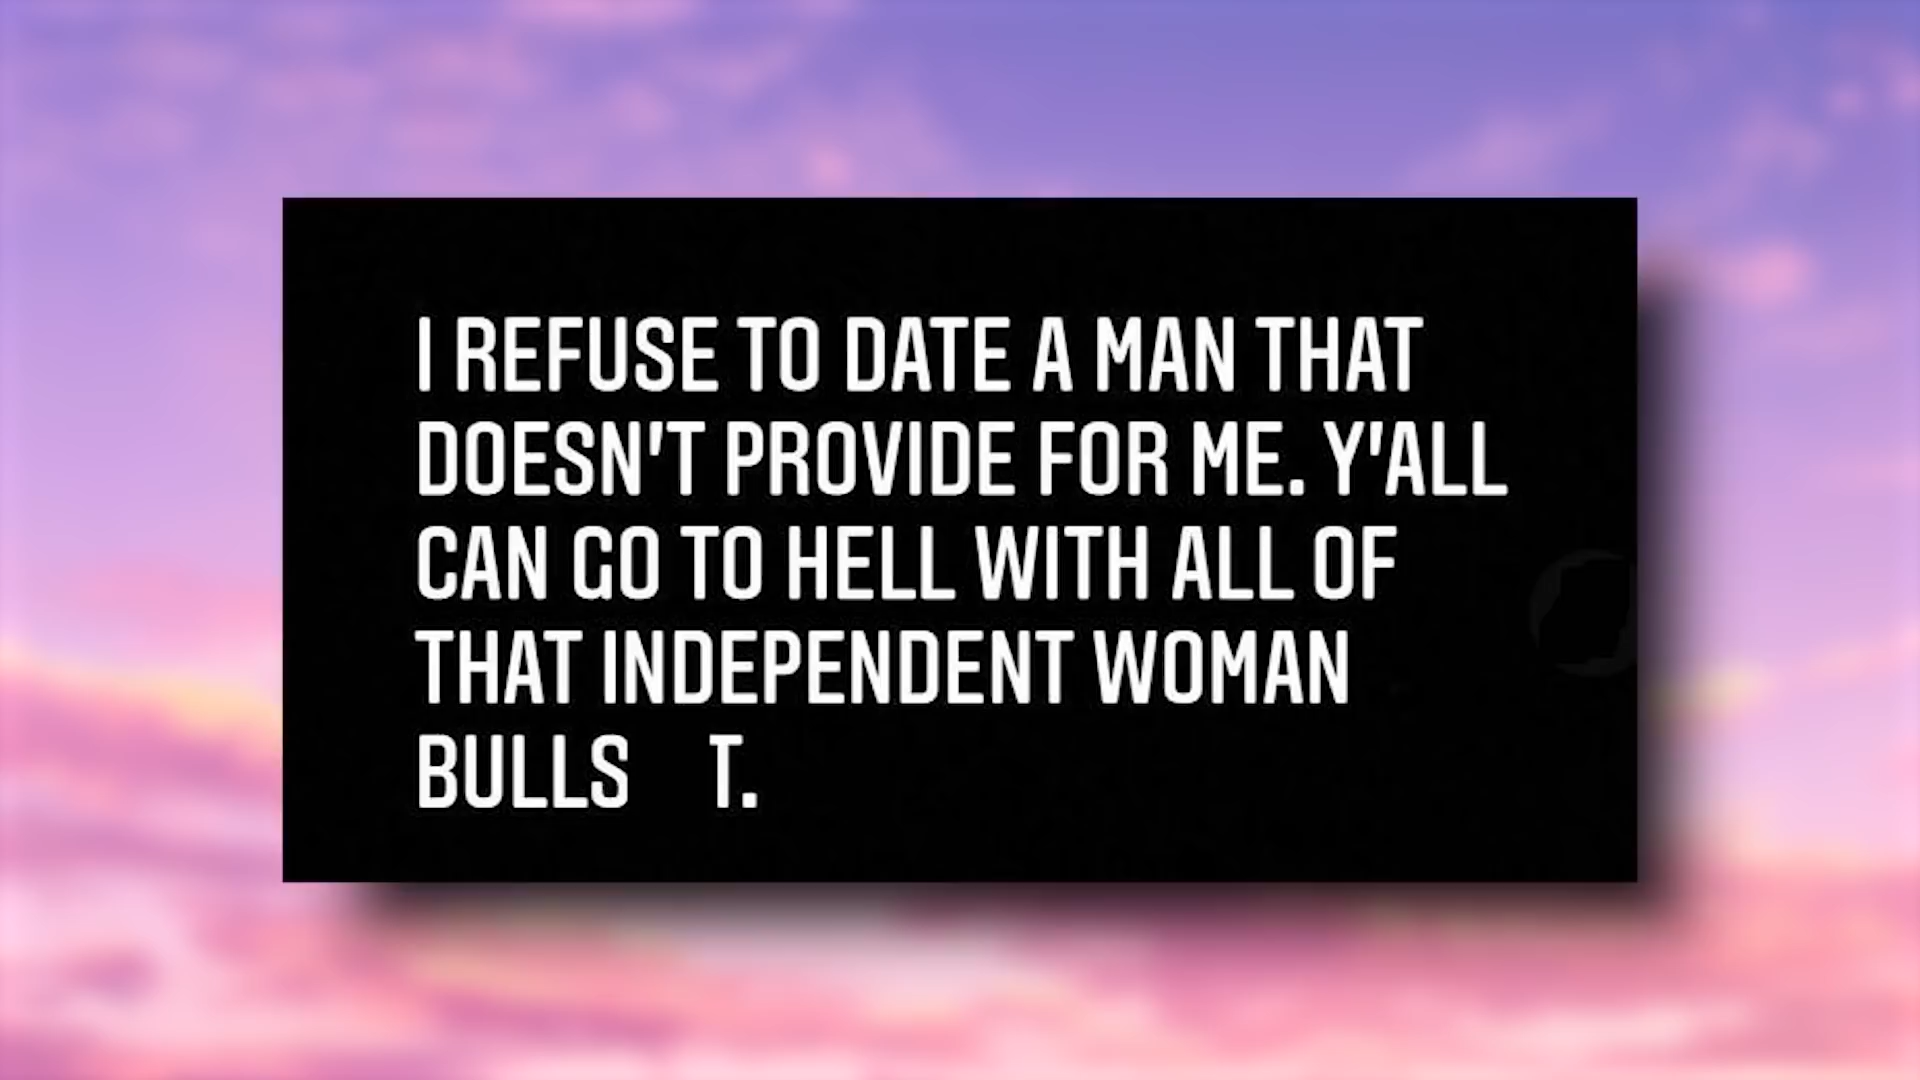 I REFUSE TO DATE A MAN THAT
DOESN'T PROVIDE FOR ME. Y'ALL
CAN GO TO HELL WITH ALL OF
THAT INDEPENDENT WOMAN
BULLS T.